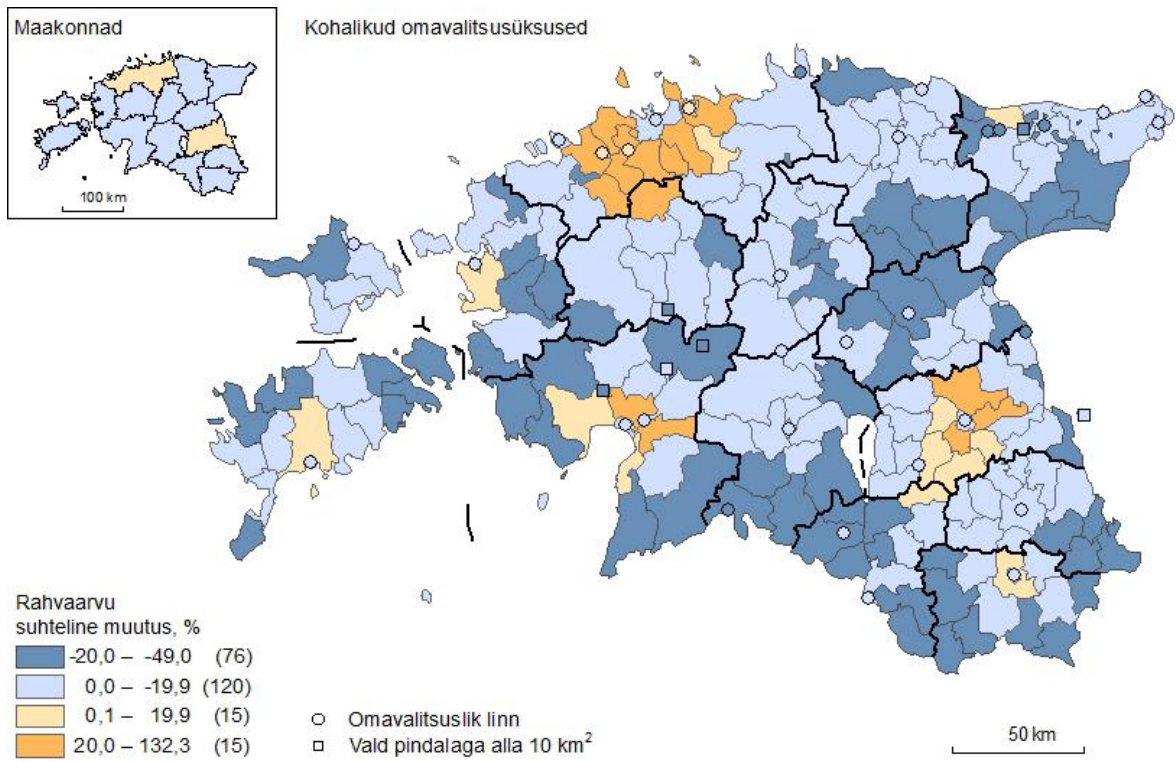 Maakonnad
100 km
Kohalikud omavalitsusüksused
Rahvaarvu
suhteline muutus, %
-20,0 – -49,0 (76)
0,0 – -19,9 (120)
0,1 – 19,9 (15)
20,0 – 132,3 (15)
Omavalitsuslik linn
Vald pindalaga alla 10 km²
50 km